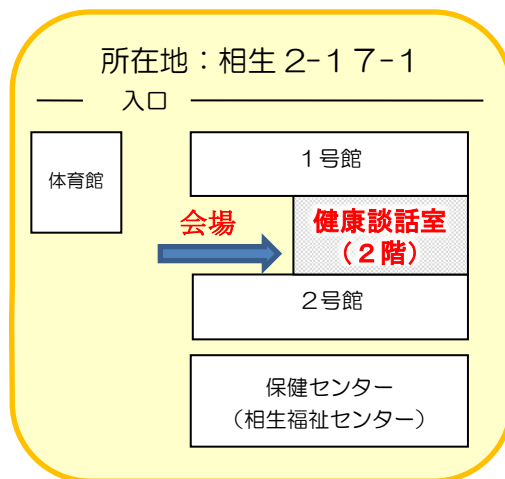 所在地：相生２-１７-１
入口
体育館
１号館
会場
健康談話室
（２階）
２号館
保健センター
（相生福祉センター）